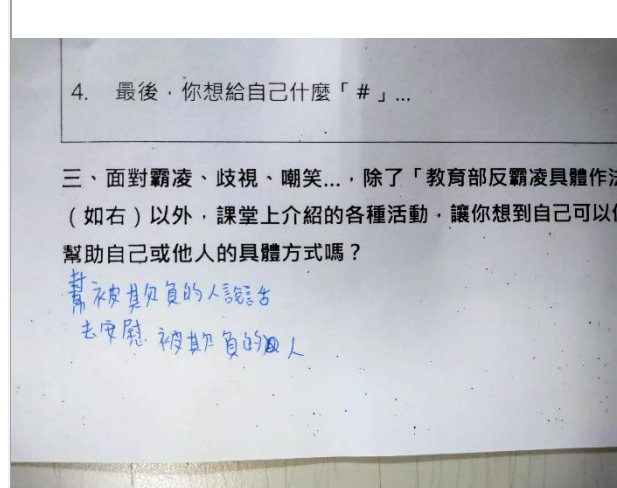 4. 最後，你想給自己什麼「#」...
三、面對霸凌、歧視、嘲笑...，除了「教育部反霸凌具體作法
（如右）以外，課堂上介紹的各種活動，讓你想到自己可以
幫助自己或他人的具體方式嗎？
幫被欺負的人說話
去安慰 被欺負的人